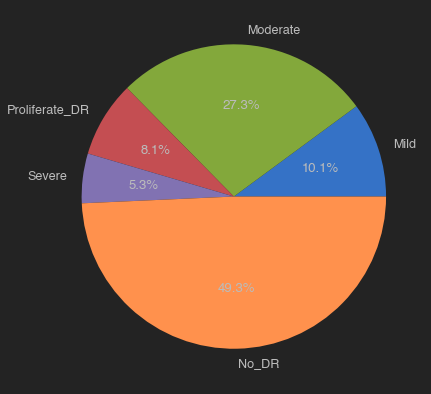 Moderate
27.3%
Proliferate_DR
8.1%
Mild
10.1%
Severe
5.3%
49.3%
No_DR